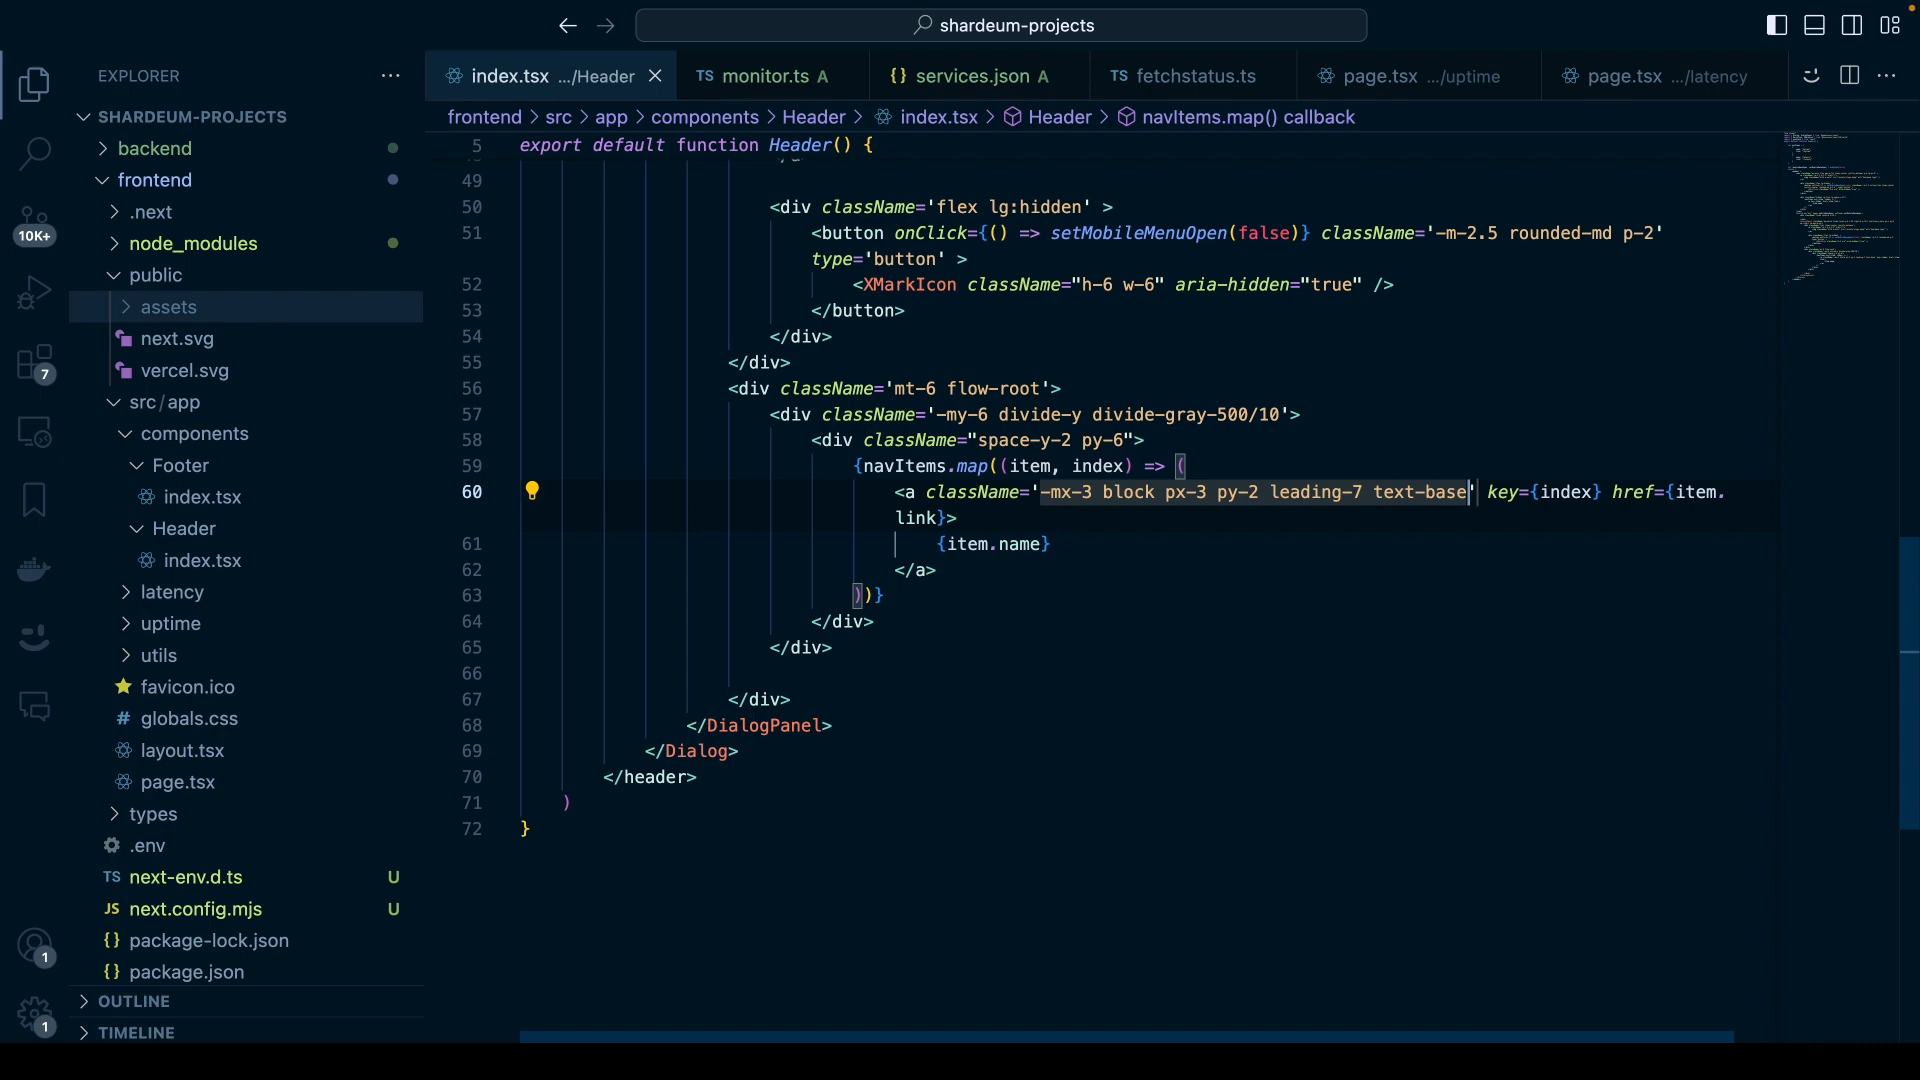 shardeum-projects
EXPLORER
index.tsx .../Header
TS monitor.ts A
{} services.json A
TS fetchstatus.ts
page.tsx .../uptime
page.tsx .../latency
frontend > src > app > components > Header > index.tsx > Header > navItems.map() callback
SHARDEUM-PROJECTS
backend
frontend
.next
node_modules
public
assets
next.svg
vercel.svg
src/app
components
Footer
index.tsx
Header
index.tsx
latency
uptime
utils
favicon.ico
# globals.css
layout.tsx
page.tsx
types
.env
TS next-env.d.ts U
JS next.config.mjs U
{} package-lock.json
{} package.json
OUTLINE
TIMELINE
10K+
7
1
1
5 export default function Header() {
49
50 <div className='flex lg:hidden' >
51 <button onClick={() => setMobileMenuOpen(false)} className='-m-2.5 rounded-md p-2'
type='button' >
52 <XMarkIcon className="h-6 w-6" aria-hidden="true" />
53 </button>
54 </div>
55 </div>
56 <div className='mt-6 flow-root'>
57 <div className='-my-6 divide-y divide-gray-500/10'>
58 <div className="space-y-2 py-6">
59 {navItems.map((item, index) => (
60 <a className='-mx-3 block px-3 py-2 leading-7 text-base' key={index} href={item.
link}>
61 {item.name}
62 </a>
63 ))}
64 </div>
65 </div>
66
67 </div>
68 </DialogPanel>
69 </Dialog>
70 </header>
71 )
72 }